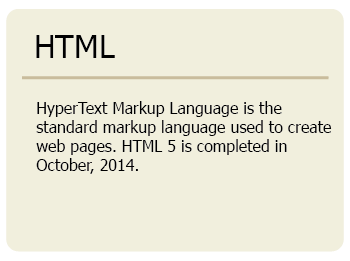 HTML
HyperText Markup Language is the
standard markup language used to create
web pages. HTML 5 is completed in
October, 2014.